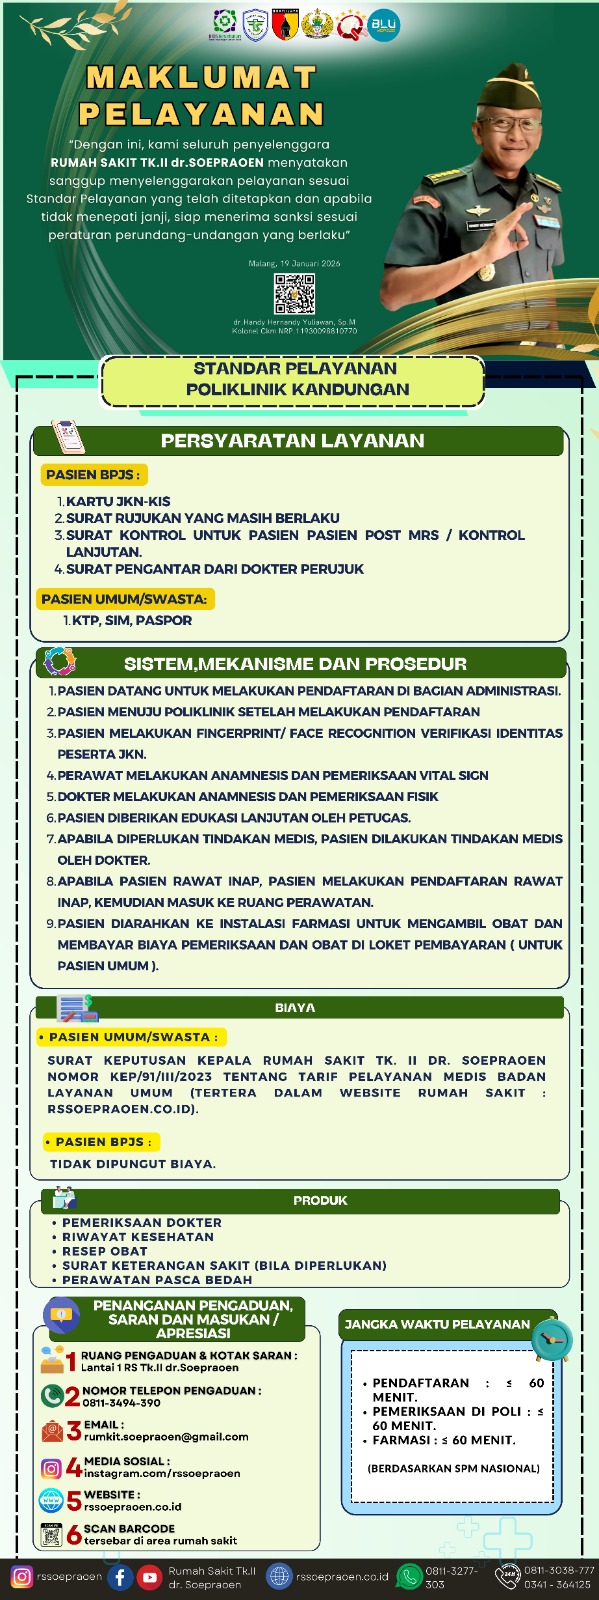 BLU
MAKLUMAT
PELAYANAN
"Dengan ini, kami seluruh penyelenggara
RUMAH SAKIT TK.II dr.SOEPRAOEN menyatakan
sanggup menyelenggarakan pelayanan sesuai
Standar Pelayanan yang telah ditetapkan dan apabila
tidak menepati janji, siap menerima sanksi sesuai
peraturan perundang-undangan yang berlaku"
Malang, 19 Januari 2026
dr.Handy Hernandy Yuliawan, Sp.M
Kolonel Ckm NRP.11930098810770
STANDAR PELAYANAN
POLIKLINIK KANDUNGAN
PERSYARATAN LAYANAN
PASIEN BPJS :
1. KARTU JKN-KIS
2. SURAT RUJUKAN YANG MASIH BERLAKU
3. SURAT KONTROL UNTUK PASIEN PASIEN POST MRS / KONTROL
LANJUTAN.
4. SURAT PENGANTAR DARI DOKTER PERUJUK
PASIEN UMUM/SWASTA:
1. KTP, SIM, PASPOR
SISTEM,MEKANISME DAN PROSEDUR
1. PASIEN DATANG UNTUK MELAKUKAN PENDAFTARAN DI BAGIAN ADMINISTRASI.
2. PASIEN MENUJU POLIKLINIK SETELAH MELAKUKAN PENDAFTARAN
3. PASIEN MELAKUKAN FINGERPRINT/ FACE RECOGNITION VERIFIKASI IDENTITAS
PESERTA JKN.
4. PERAWAT MELAKUKAN ANAMNESIS DAN PEMERIKSAAN VITAL SIGN
5. DOKTER MELAKUKAN ANAMNESIS DAN PEMERIKSAAN FISIK
6. PASIEN DIBERIKAN EDUKASI LANJUTAN OLEH PETUGAS.
7. APABILA DIPERLUKAN TINDAKAN MEDIS, PASIEN DILAKUKAN TINDAKAN MEDIS
OLEH DOKTER.
8. APABILA PASIEN RAWAT INAP, PASIEN MELAKUKAN PENDAFTARAN RAWAT
INAP, KEMUDIAN MASUK KE RUANG PERAWATAN.
9. PASIEN DIARAHKAN KE INSTALASI FARMASI UNTUK MENGAMBIL OBAT DAN
MEMBAYAR BIAYA PEMERIKSAAN DAN OBAT DI LOKET PEMBAYARAN ( UNTUK
PASIEN UMUM ).
BIAYA
• PASIEN UMUM/SWASTA :
SURAT KEPUTUSAN KEPALA RUMAH SAKIT TK. II DR. SOEPRAOEN
NOMOR KEP/91/III/2023 TENTANG TARIF PELAYANAN MEDIS BADAN
LAYANAN UMUM (TERTERA DALAM WEBSITE RUMAH SAKIT :
RSSOEPRAOEN.CO.ID).
• PASIEN BPJS :
TIDAK DIPUNGUT BIAYA.
PRODUK
• PEMERIKSAAN DOKTER
• RIWAYAT KESEHATAN
• RESEP OBAT
• SURAT KETERANGAN SAKIT (BILA DIPERLUKAN)
• PERAWATAN PASCA BEDAH
PENANGANAN PENGADUAN,
SARAN DAN MASUKAN /
APRESIASI
1 RUANG PENGADUAN & KOTAK SARAN :
Lantai 1 RS Tk.II dr.Soepraoen
2 NOMOR TELEPON PENGADUAN :
0811-3494-390
3 EMAIL :
rumkit.soepraoen@gmail.com
4 MEDIA SOSIAL :
instagram.com/rssoepraoen
5 WEBSITE :
rssoepraoen.co.id
6 SCAN BARCODE
tersebar di area rumah sakit
JANGKA WAKTU PELAYANAN
• PENDAFTARAN : ≤ 60
MENIT.
• PEMERIKSAAN DI POLI : ≤
60 MENIT.
• FARMASI : ≤ 60 MENIT.
(BERDASARKAN SPM NASIONAL)
rssoepraoen
Rumah Sakit Tk.II
dr. Soepraoen
rssoepraoen.co.id
0811-3277-
303
0811-3038-777
0341 - 364125